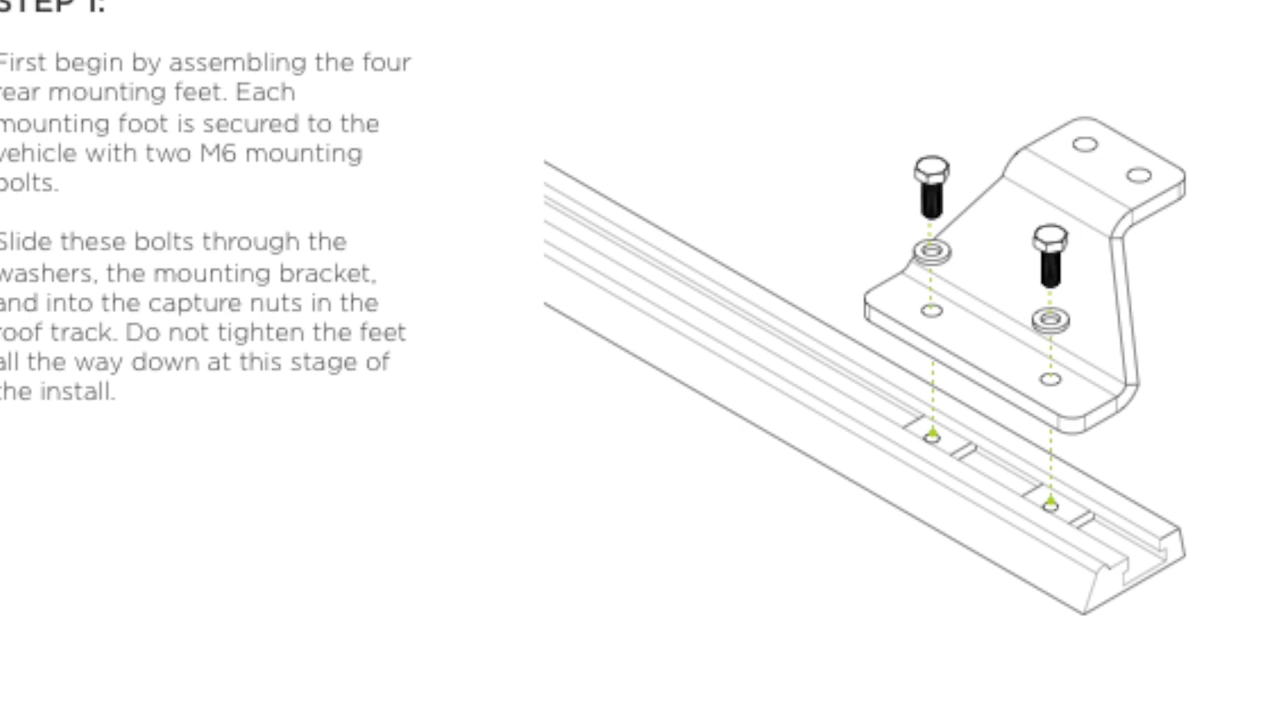 STEP 1:
First begin by assembling the four
rear mounting feet. Each
mounting foot is secured to the
vehicle with two M6 mounting
bolts.
Slide these bolts through the
washers, the mounting bracket,
and into the capture nuts in the
roof track. Do not tighten the feet
all the way down at this stage of
the install.